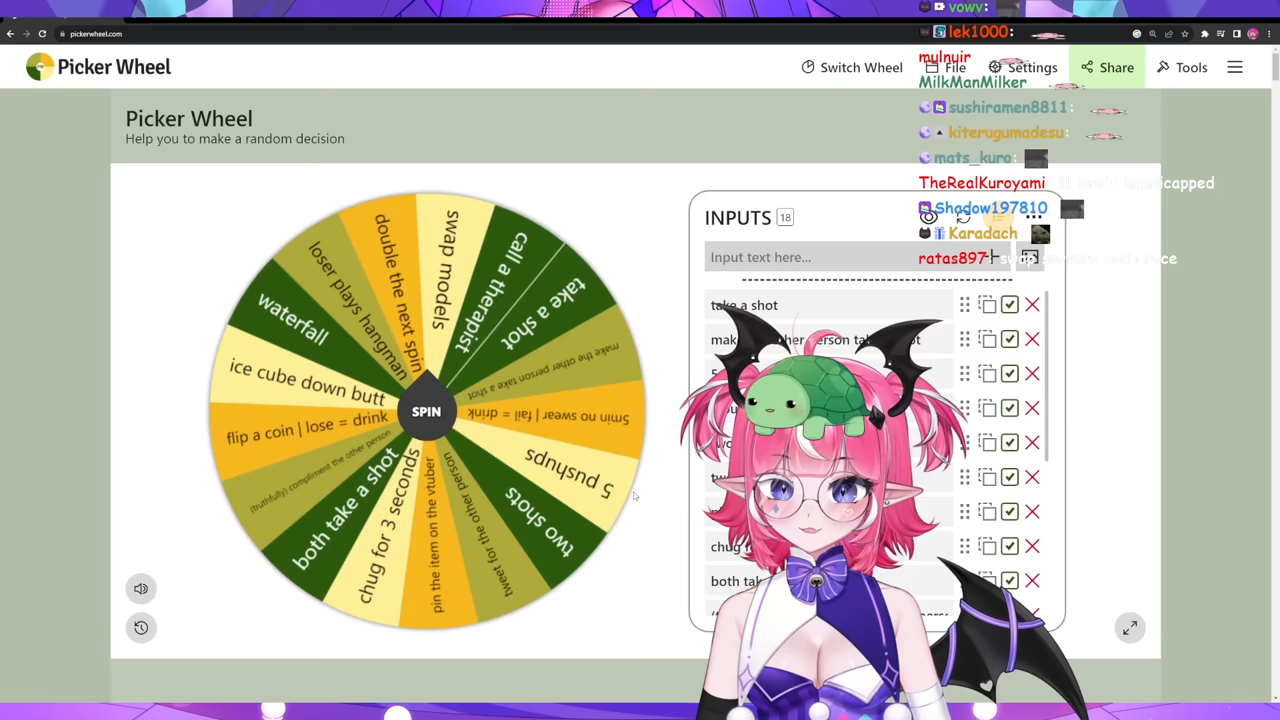 pickerwheel.com
Picker Wheel
Switch Wheel
File
Settings
Share
Tools
Picker Wheel
Help you to make a random decision
swap models
call a therapist
take a shot
make the other person take a shot
5min no swear | fail = drink
5 pushups
two shots
tweet for the other person
pin the item on the vtuber
chug for 3 seconds
both take a shot
(truthfully) compliment the other person
flip a coin | lose = drink
ice cube down butt
waterfall
loser plays hangman
double the next spin
SPIN
INPUTS 18
Input text here...
take a shot
vowv:
lek1000:
mulnuir
MilkManMilker
sushiramen8811:
kiterugumadesu:
mats_kuro:
TheRealKuroyami
Shadow197810
Karadach:
ratas897